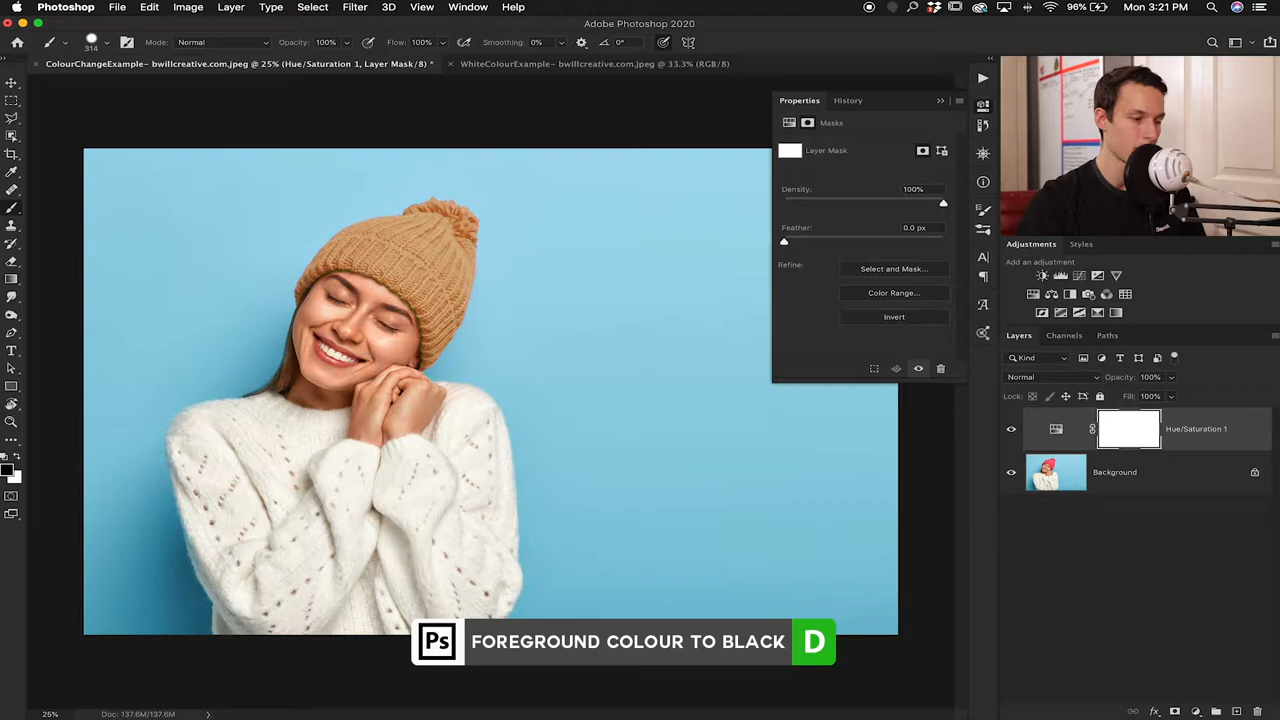 Photoshop File Edit Image Layer Type Select Filter 3D View Window Help
96% Mon 3:21 PM
Adobe Photoshop 2020
314 Mode: Normal Opacity: 100% Flow: 100% Smoothing: 0% 0°
ColourChangeExample- bwillcreative.com.jpeg @ 25% (Hue/Saturation 1, Layer Mask/8) *
WhiteColourExample- bwillcreative.com.jpeg @ 33.3% (RGB/8)
Properties History
Masks
Layer Mask
Density: 100%
Feather: 0.0 px
Refine: Select and Mask...
Color Range...
Invert
Adjustments Styles
Add an adjustment
Layers Channels Paths
Kind
Normal Opacity: 100%
Lock: Fill: 100%
Hue/Saturation 1
Background
Ps FOREGROUND COLOUR TO BLACK D
25% Doc: 137.6M/137.6M